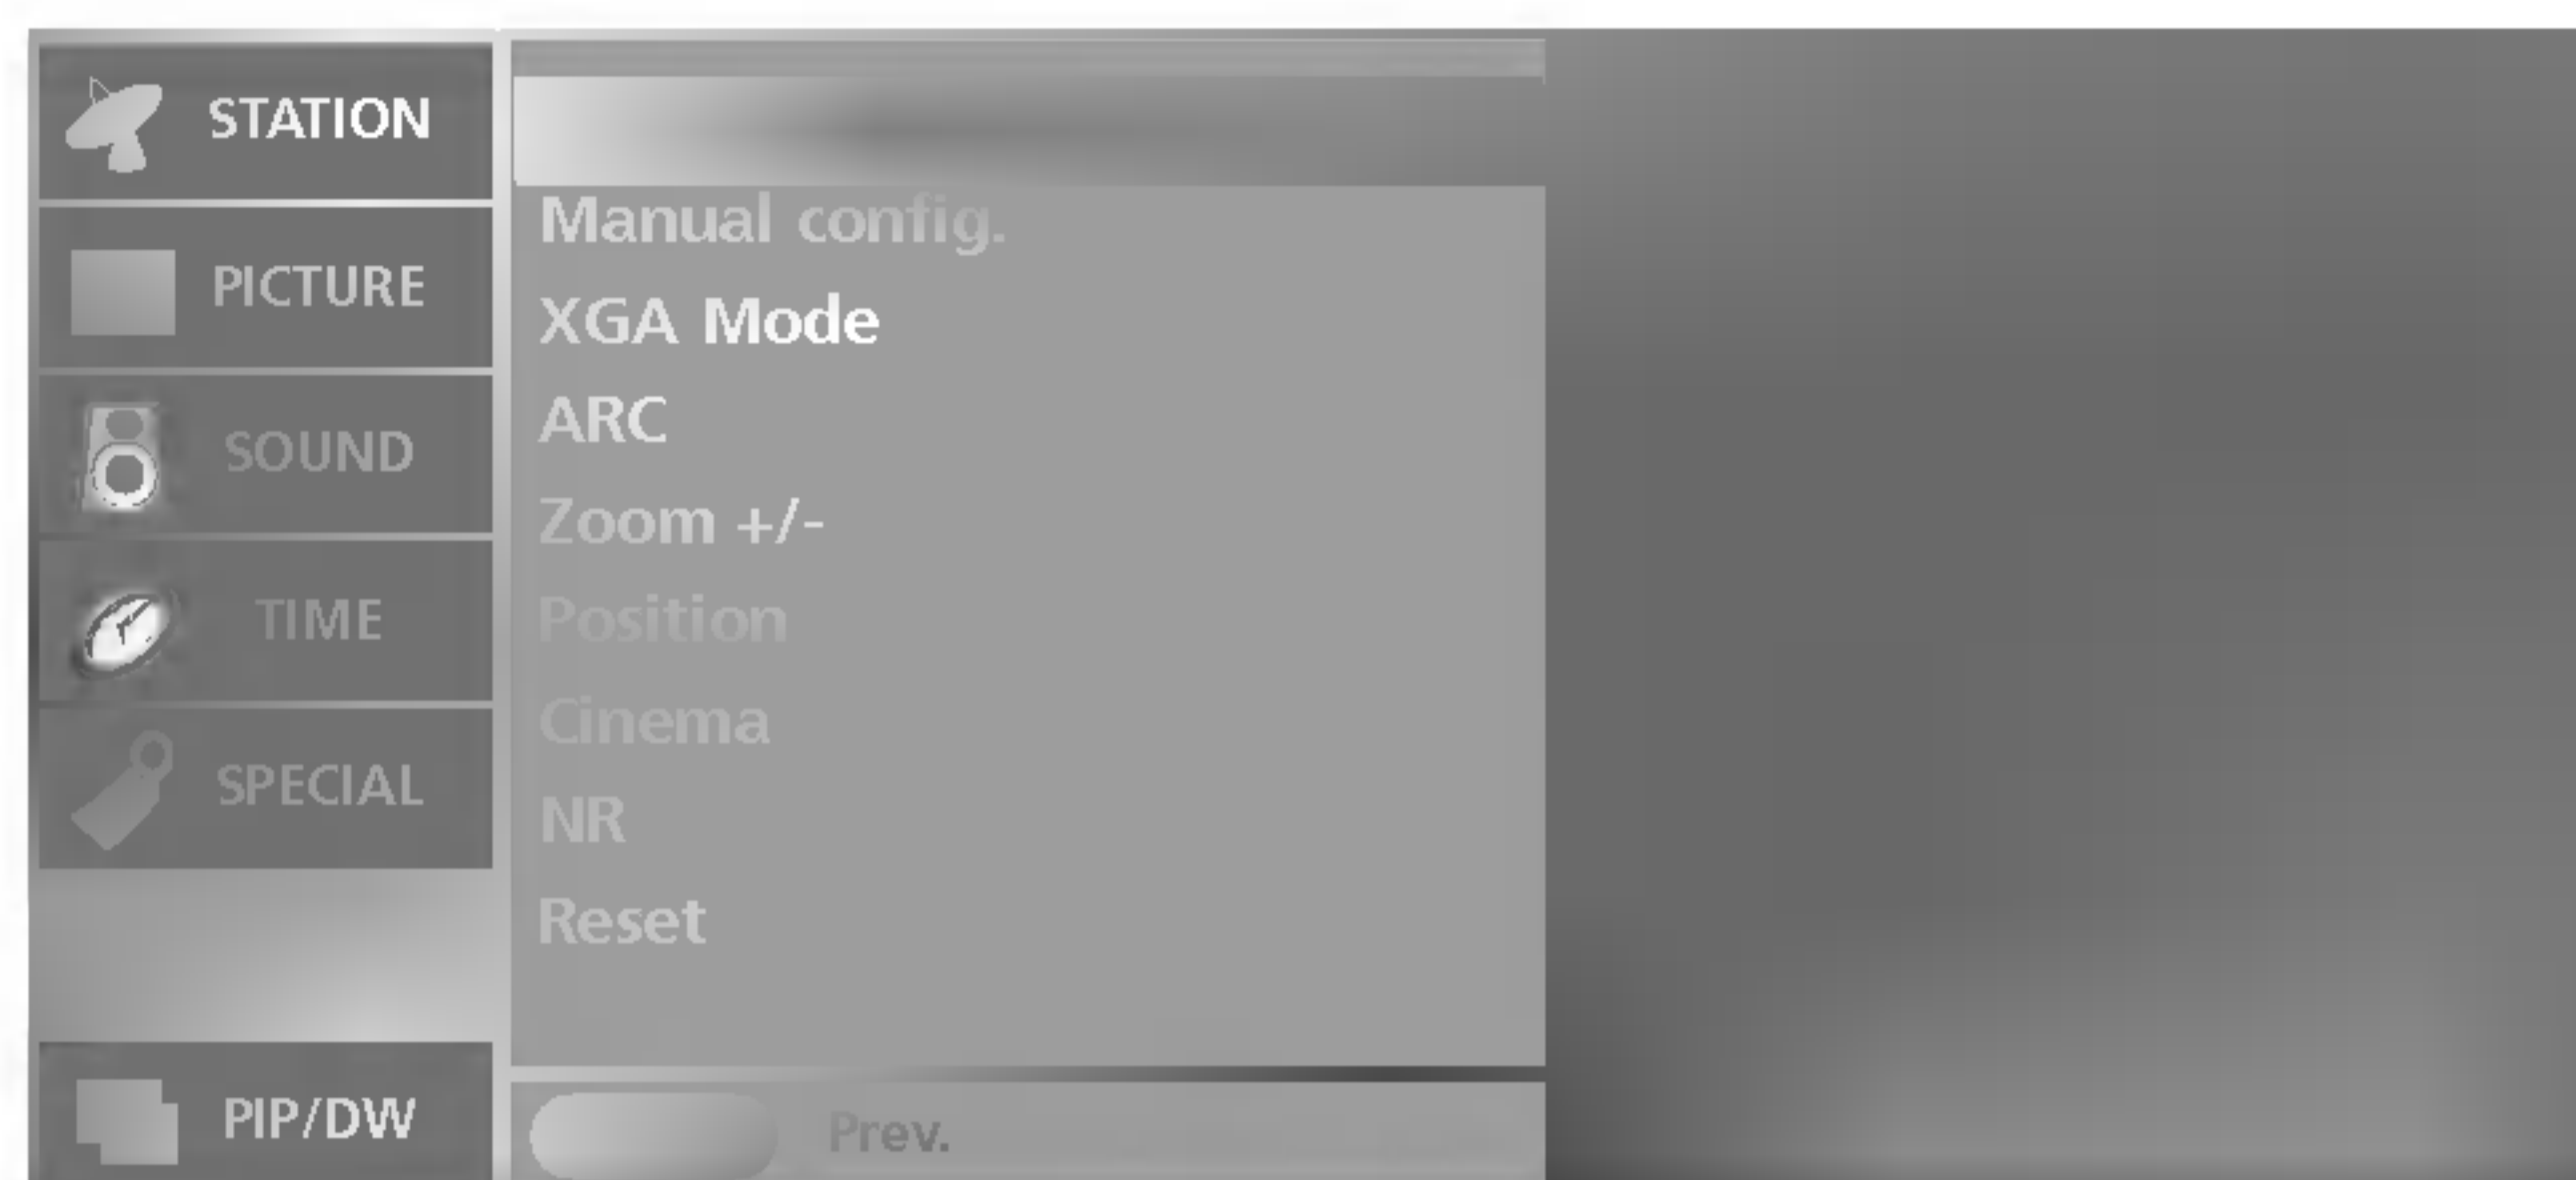 STATION
PICTURE
SOUND
TIME
SPECIAL
PIP/DW
Manual config.
XGA Mode
ARC
Zoom +/-
Position
Cinema
NR
Reset
Prev.